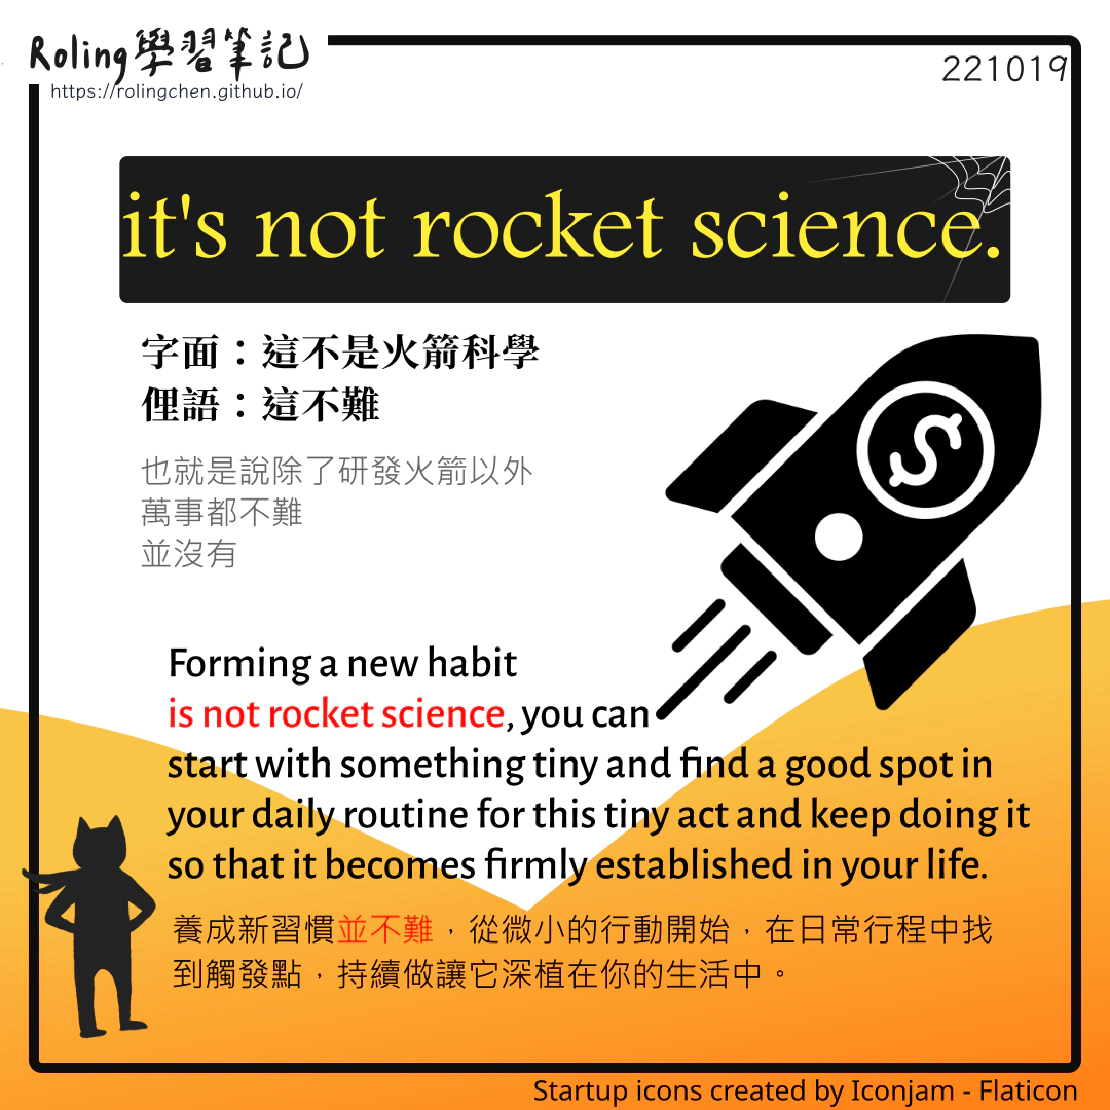 Roling學習筆記
https://rolingchen.github.io/
221019
it's not rocket science.
字面：這不是火箭科學
俚語：這不難
也就是說除了研發火箭以外
萬事都不難
並沒有
Forming a new habit
is not rocket science, you can
start with something tiny and find a good spot in
your daily routine for this tiny act and keep doing it
so that it becomes firmly established in your life.
養成新習慣並不難，從微小的行動開始，在日常行程中找
到觸發點，持續做讓它深植在你的生活中。
Startup icons created by Iconjam - Flaticon